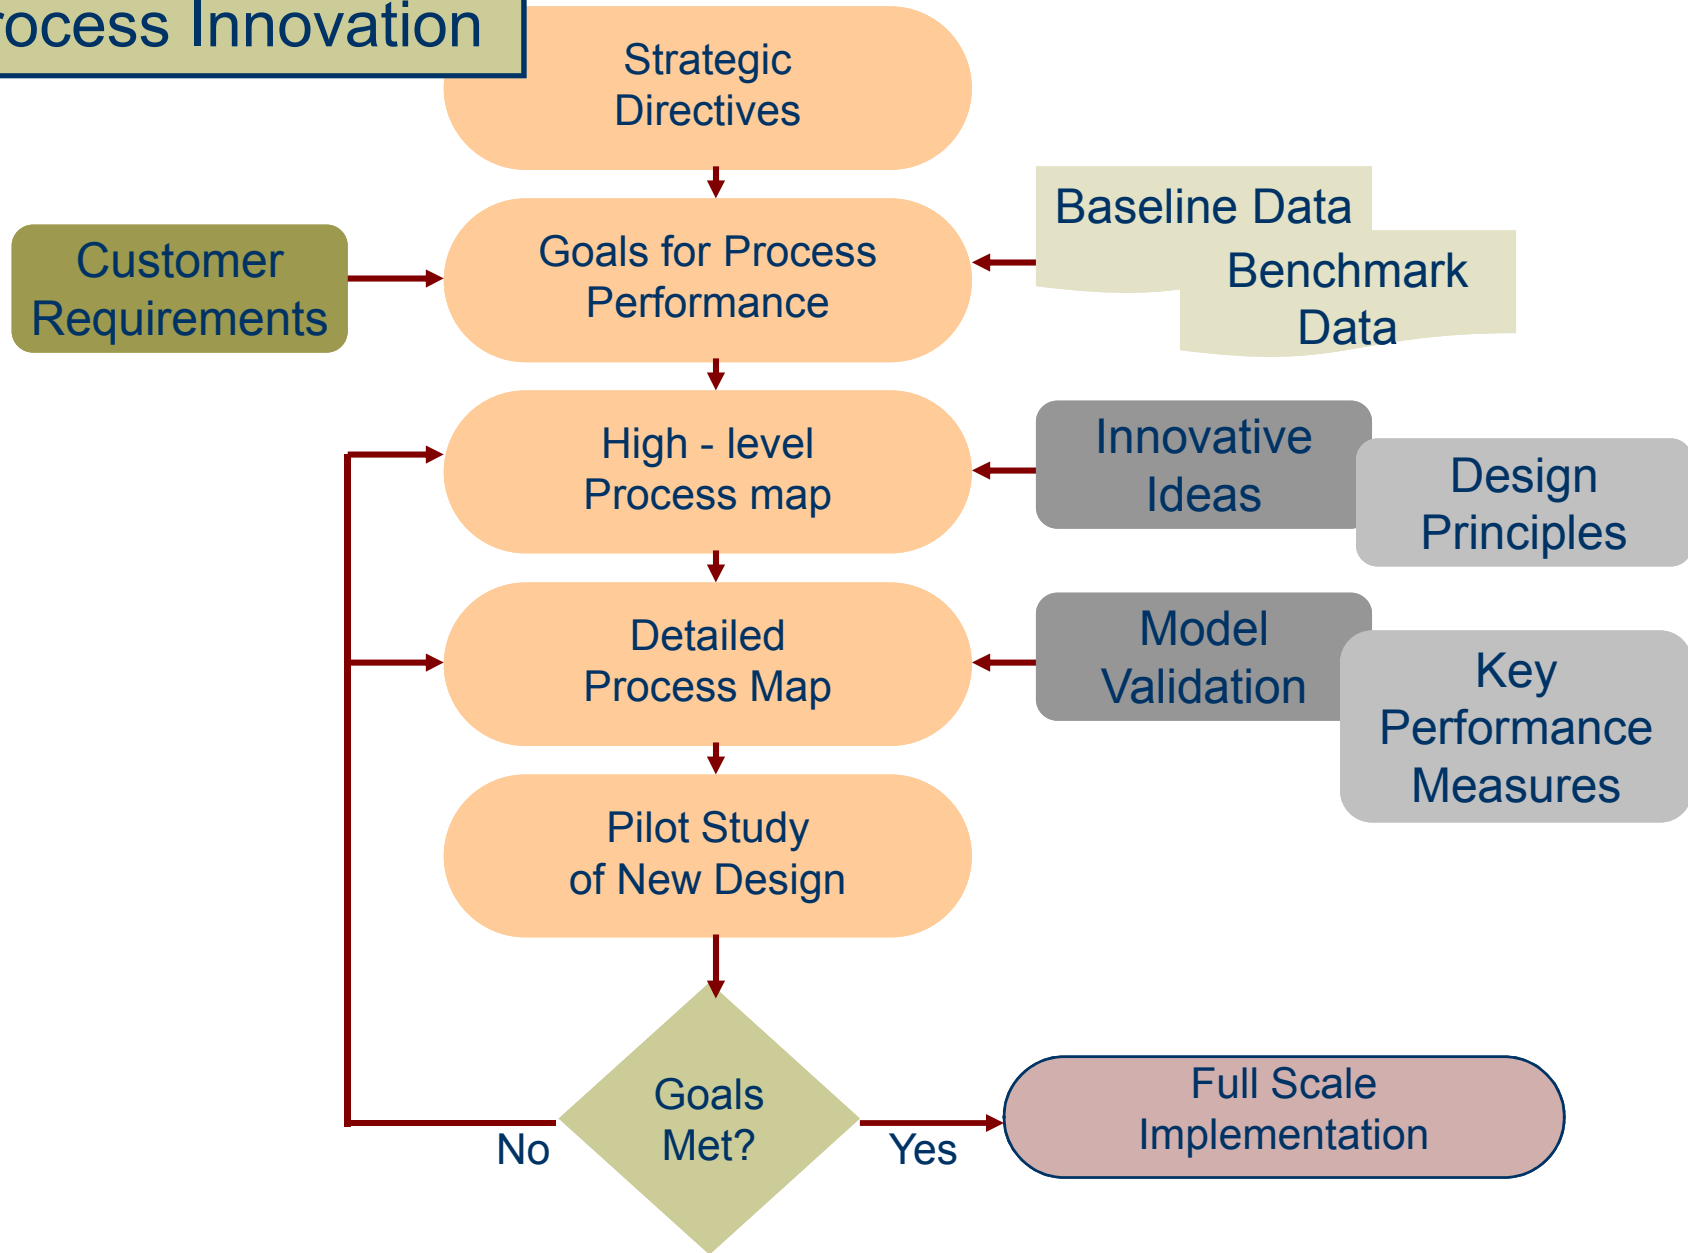 rocess Innovation
Strategic
Directives
Baseline Data
Benchmark
Data
Customer
Requirements
Goals for Process
Performance
High - level
Process map
Innovative
Ideas
Design
Principles
Detailed
Process Map
Model
Validation
Key
Performance
Measures
Pilot Study
of New Design
Goals
Met?
No
Yes
Full Scale
Implementation